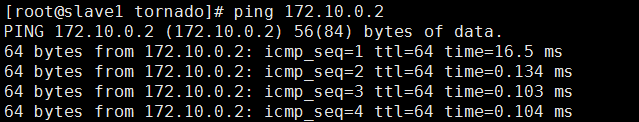 [root@slave1 tornado]# ping 172.10.0.2
PING 172.10.0.2 (172.10.0.2) 56(84) bytes of data.
64 bytes from 172.10.0.2: icmp_seq=1 ttl=64 time=16.5 ms
64 bytes from 172.10.0.2: icmp_seq=2 ttl=64 time=0.134 ms
64 bytes from 172.10.0.2: icmp_seq=3 ttl=64 time=0.103 ms
64 bytes from 172.10.0.2: icmp_seq=4 ttl=64 time=0.104 ms